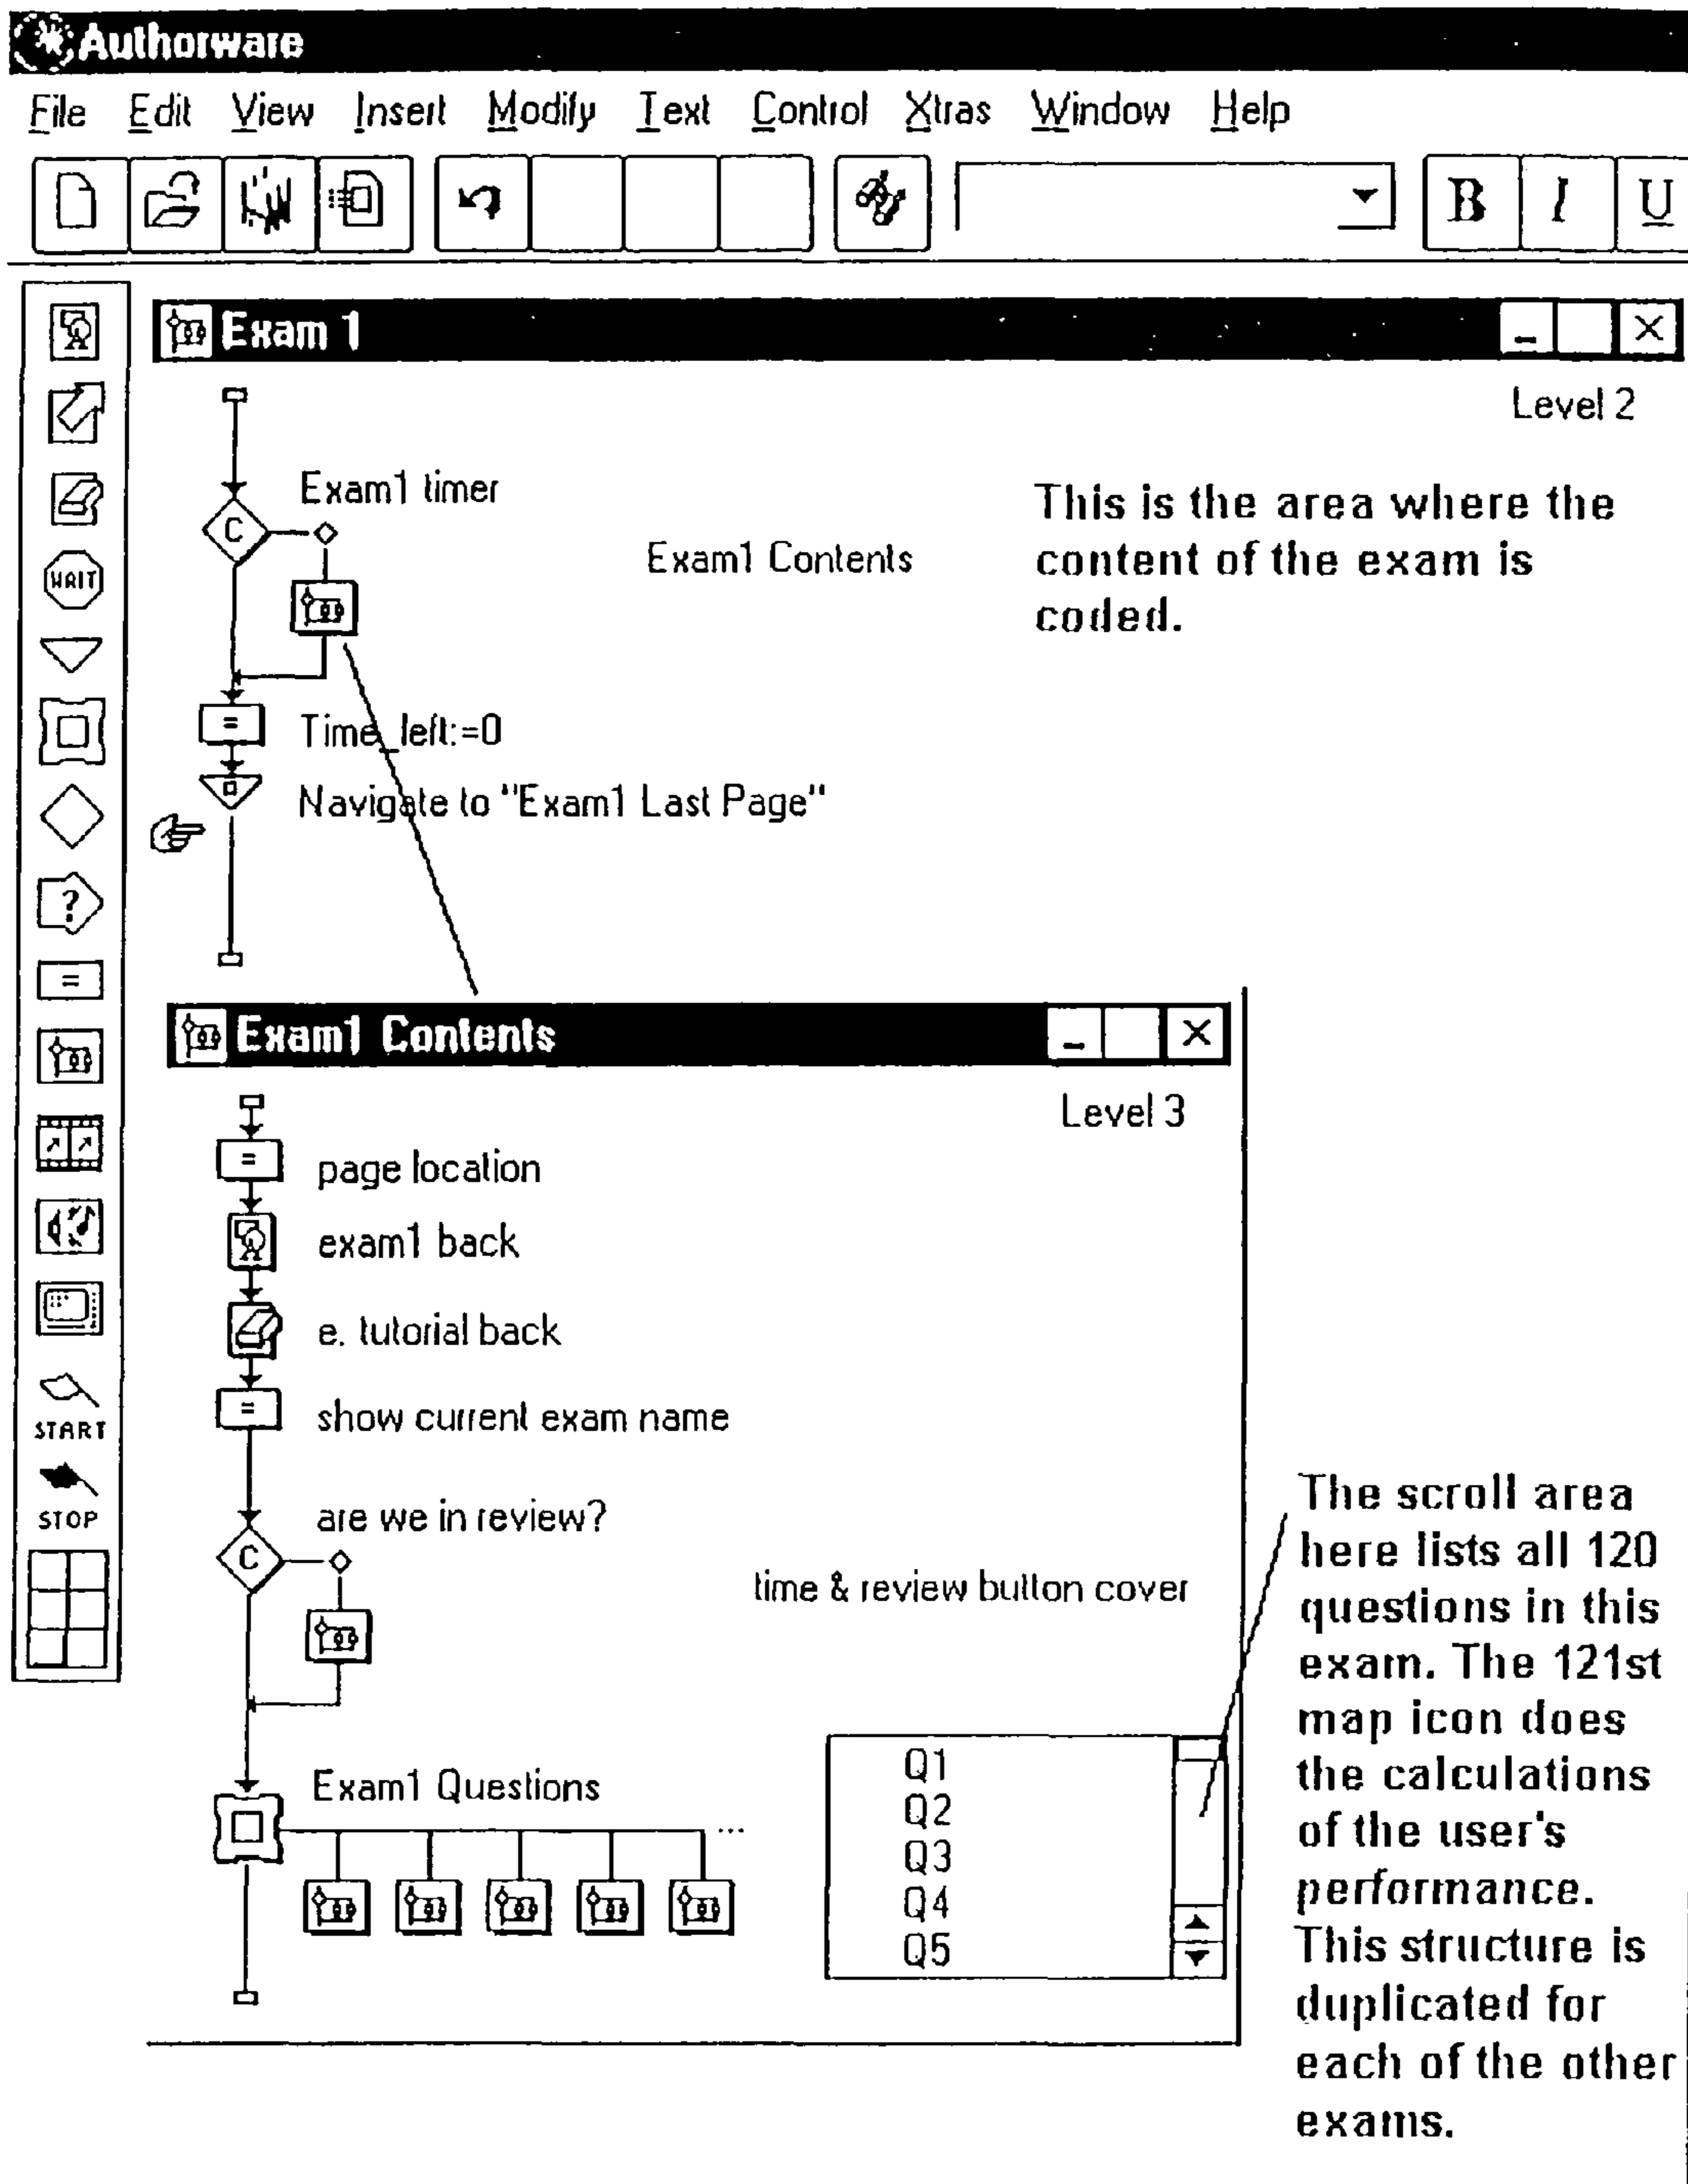 Authorware
File Edit View Insert Modify Text Control Xtras Window Help
B I U
Exam 1
Level 2
Exam1 timer
C
Exam1 Contents
This is the area where the
content of the exam is
coded.
WAIT
=
Time_left:=0
Navigate to "Exam1 Last Page"
?
=
Exam1 Contents
Level 3
=
page location
exam1 back
e. tutorial back
=
show current exam name
START
STOP
are we in review?
C
time & review button cover
The scroll area
here lists all 120
questions in this
exam. The 121st
map icon does
the calculations
of the user's
performance.
This structure is
duplicated for
each of the other
exams.
Exam1 Questions
...
Q1
Q2
Q3
Q4
Q5